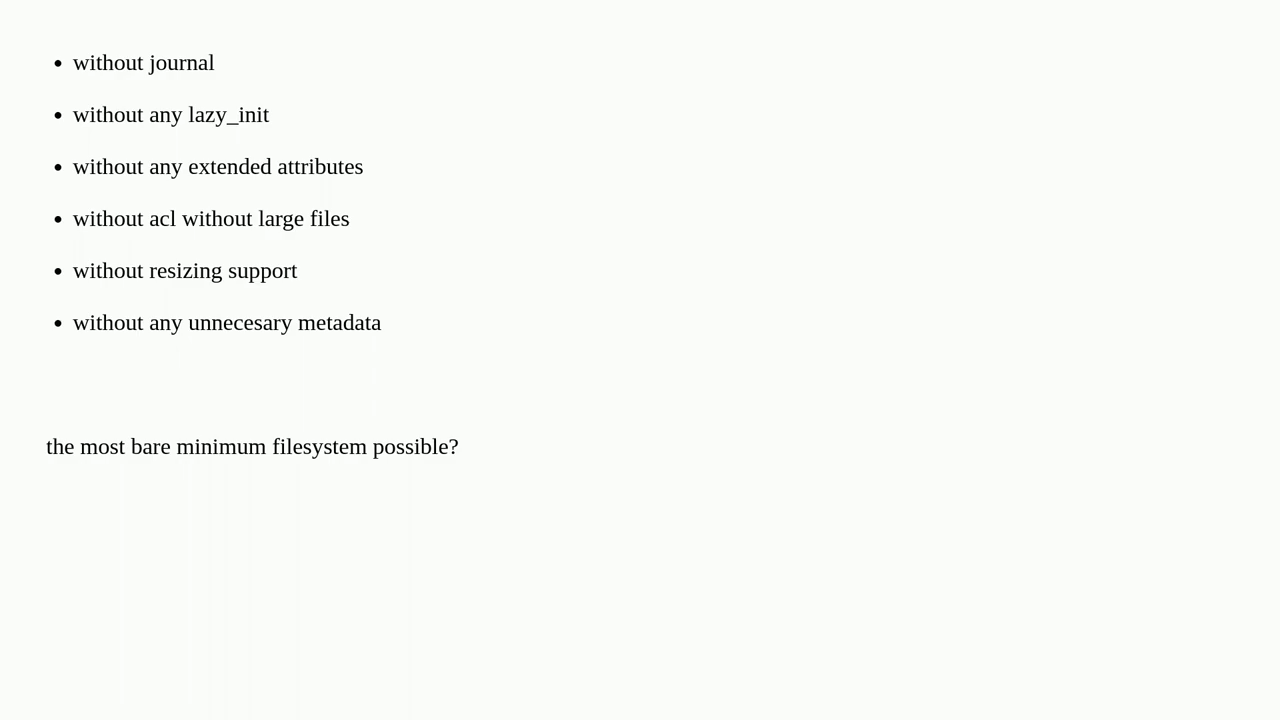 • without journal
• without any lazy_init
• without any extended attributes
• without acl without large files
• without resizing support
• without any unnecesary metadata
the most bare minimum filesystem possible?